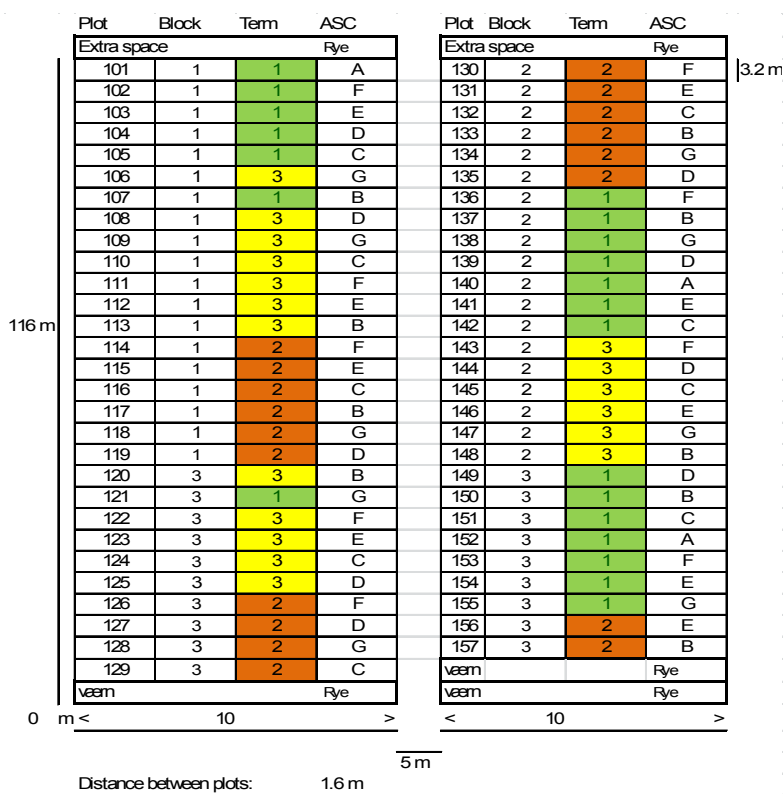 Plot Block Term ASC Plot Block Term ASC
Extra space Rye Extra space Rye
101 1 1 A 130 2 2 F 3.2 m
102 1 1 F 131 2 2 E
103 1 1 E 132 2 2 C
104 1 1 D 133 2 2 B
105 1 1 C 134 2 2 G
106 1 3 G 135 2 2 D
107 1 1 B 136 2 1 F
108 1 3 D 137 2 1 B
109 1 3 G 138 2 1 G
110 1 3 C 139 2 1 D
111 1 3 F 140 2 1 A
112 1 3 E 141 2 1 E
116 m 113 1 3 B 142 2 1 C
114 1 2 F 143 2 3 F
115 1 2 E 144 2 3 D
116 1 2 C 145 2 3 C
117 1 2 B 146 2 3 E
118 1 2 G 147 2 3 G
119 1 2 D 148 2 3 B
120 3 3 B 149 3 1 D
121 3 1 G 150 3 1 B
122 3 3 F 151 3 1 C
123 3 3 E 152 3 1 A
124 3 3 C 153 3 1 F
125 3 3 D 154 3 1 E
126 3 2 F 155 3 1 G
127 3 2 D 156 3 2 E
128 3 2 G 157 3 2 B
129 3 2 C værn Rye
værn Rye værn Rye
0 m < 10 > < 10 >
5 m
Distance between plots: 1.6 m